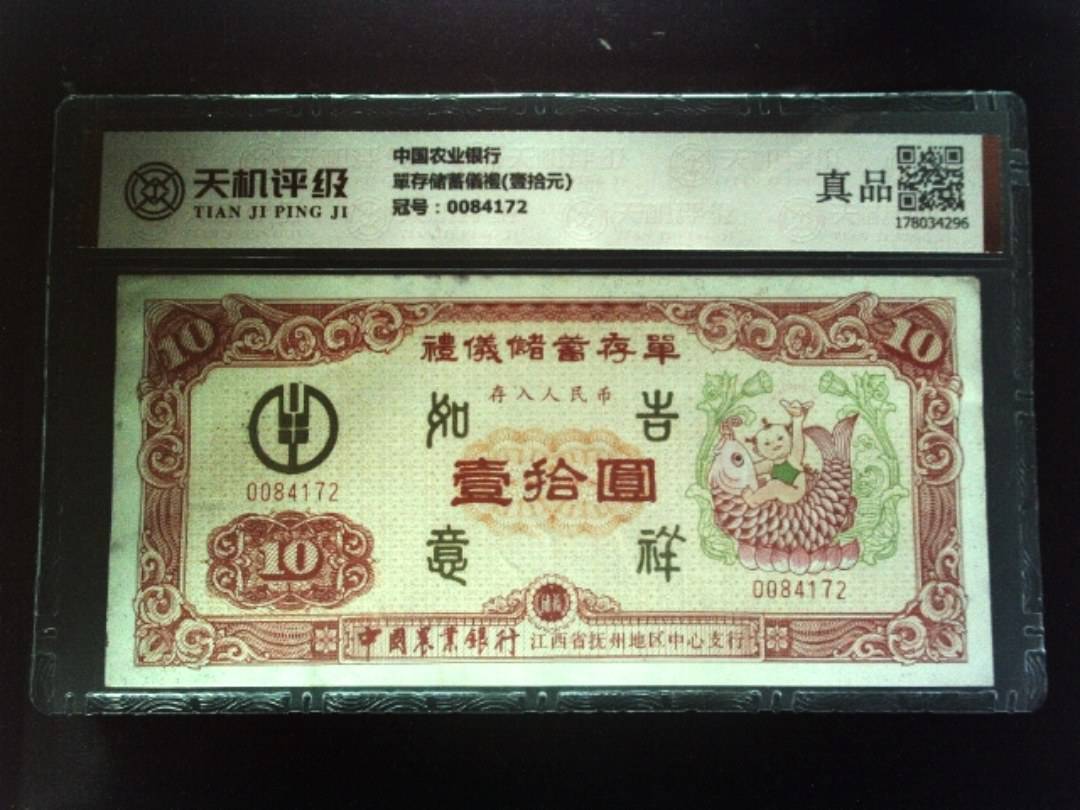 天机评级
TIAN JI PING JI
中国农业银行
單存储蓄儀禮(壹拾元)
冠号：0084172
真品
178034296
10
10
禮儀儲蓄存單
存入人民币
如
吉
壹拾圓
意
祥
0084172
10
0084172
中國農業銀行 江西省抚州地区中心支行